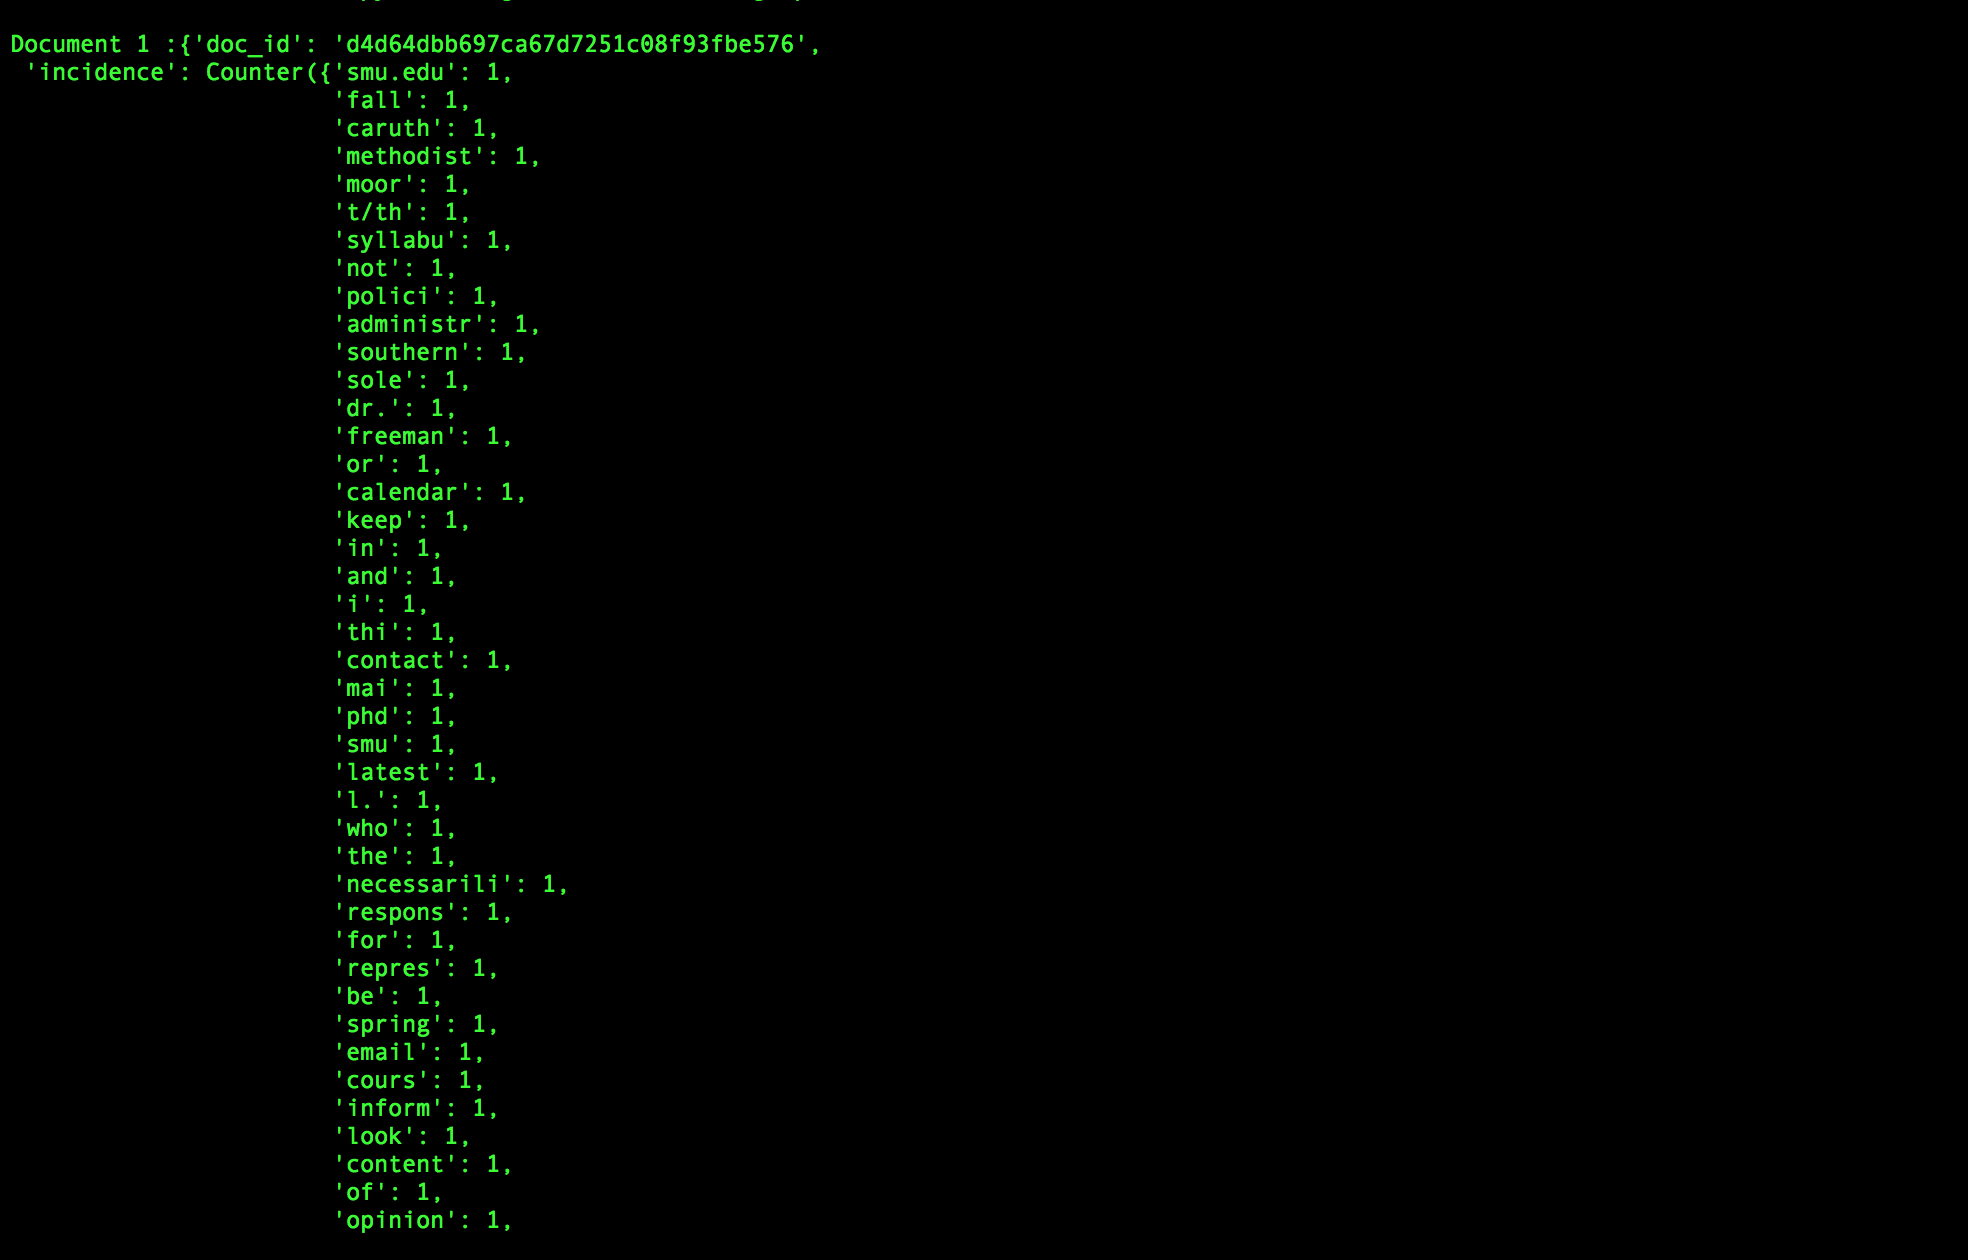 Document 1 :{'doc_id': 'd4d64dbb697ca67d7251c08f93fbe576',
'incidence': Counter({'smu.edu': 1,
'fall': 1,
'caruth': 1,
'methodist': 1,
'moor': 1,
't/th': 1,
'syllabu': 1,
'not': 1,
'polici': 1,
'administr': 1,
'southern': 1,
'sole': 1,
'dr.': 1,
'freeman': 1,
'or': 1,
'calendar': 1,
'keep': 1,
'in': 1,
'and': 1,
'i': 1,
'thi': 1,
'contact': 1,
'mai': 1,
'phd': 1,
'smu': 1,
'latest': 1,
'l.': 1,
'who': 1,
'the': 1,
'necessarili': 1,
'respons': 1,
'for': 1,
'repres': 1,
'be': 1,
'spring': 1,
'email': 1,
'cours': 1,
'inform': 1,
'look': 1,
'content': 1,
'of': 1,
'opinion': 1,